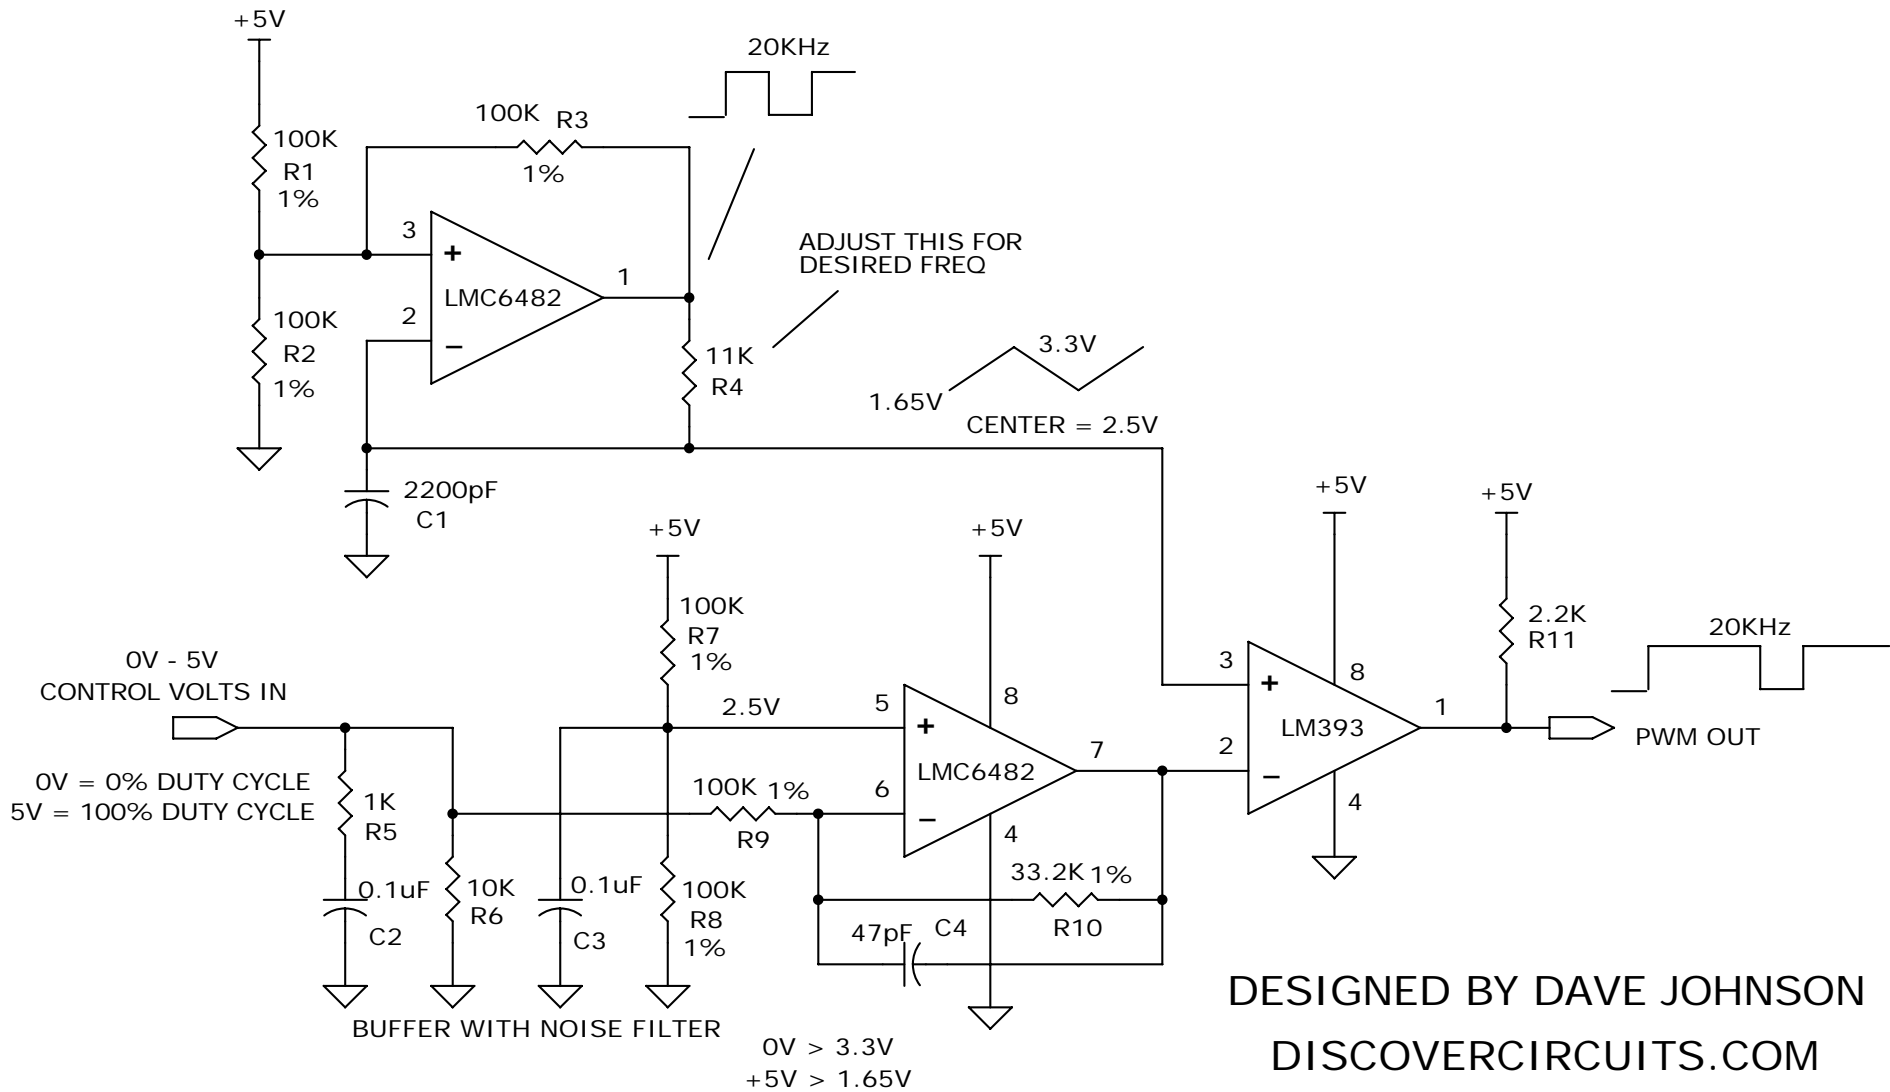 +5V
20KHz
100K R3
1%
100K
R1
1%
3
+
LMC6482
1
2
−
ADJUST THIS FOR
DESIRED FREQ
100K
R2
1%
11K
R4
3.3V
1.65V
CENTER = 2.5V
2200pF
C1
+5V
+5V
+5V
+5V
100K
R7
1%
2.2K
R11
20KHz
0V - 5V
CONTROL VOLTS IN
0V = 0% DUTY CYCLE
5V = 100% DUTY CYCLE
2.5V
5
+
8
LMC6482
7
6
−
4
3
+
8
LM393
1
2
−
4
PWM OUT
1K
R5
100K 1%
R9
0.1uF
C2
10K
R6
0.1uF
C3
100K
R8
1%
33.2K 1%
R10
47pF C4
BUFFER WITH NOISE FILTER
0V > 3.3V
+5V > 1.65V
DESIGNED BY DAVE JOHNSON
DISCOVERCIRCUITS.COM